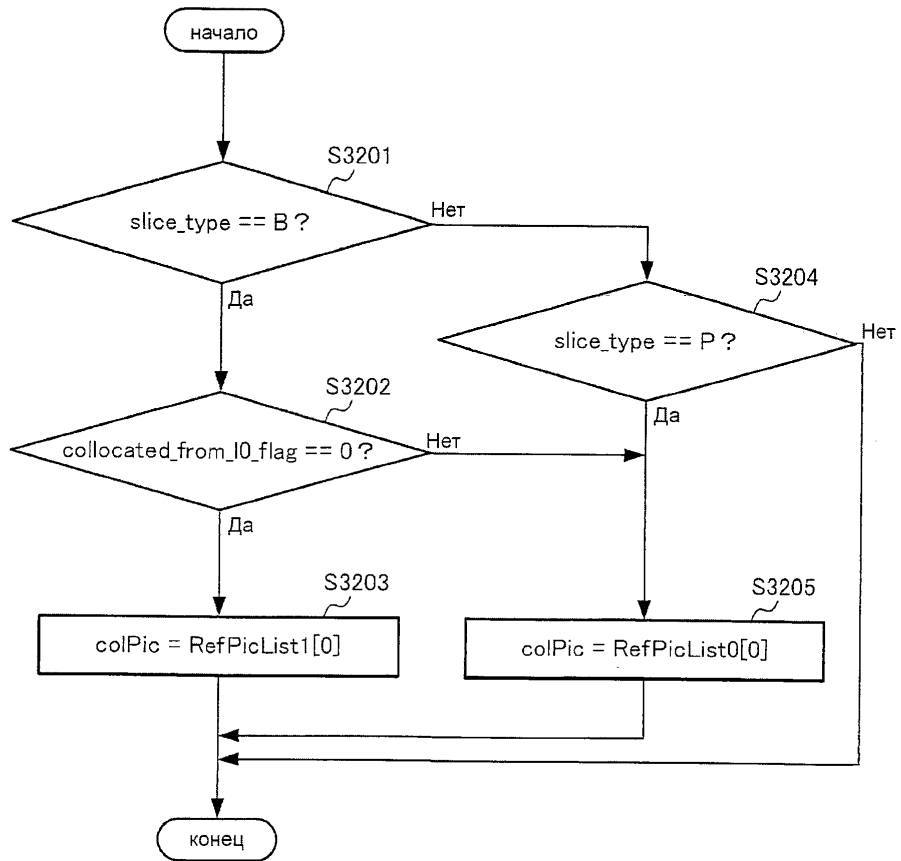 начало
S3201
slice_type == B ?
Нет
Да
S3204
slice_type == P ?
Нет
Да
S3202
collocated_from_l0_flag == 0 ?
Нет
Да
S3203
colPic = RefPicList1[0]
S3205
colPic = RefPicList0[0]
конец